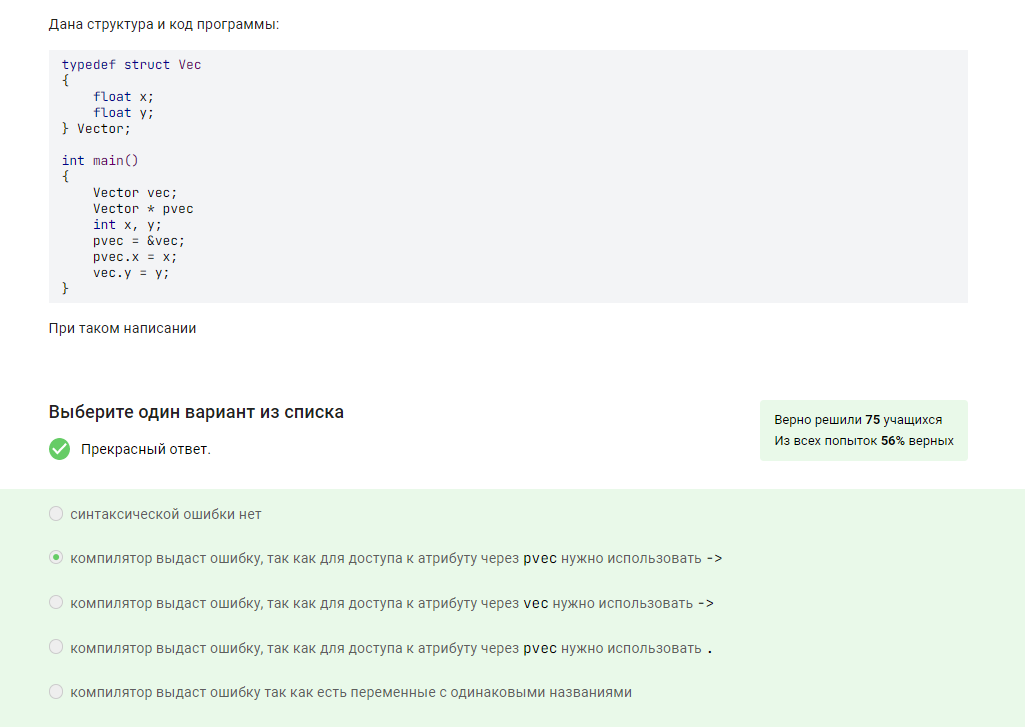 Дана структура и код программы:
typedef struct Vec
{
    float x;
    float y;
} Vector;
int main()
{
    Vector vec;
    Vector * pvec
    int x, y;
    pvec = &vec;
    pvec.x = x;
    vec.y = y;
}
При таком написании
Выберите один вариант из списка
Прекрасный ответ.
Верно решили 75 учащихся
Из всех попыток 56% верных
синтаксической ошибки нет
компилятор выдаст ошибку, так как для доступа к атрибуту через pvec нужно использовать ->
компилятор выдаст ошибку, так как для доступа к атрибуту через vec нужно использовать ->
компилятор выдаст ошибку, так как для доступа к атрибуту через pvec нужно использовать .
компилятор выдаст ошибку так как есть переменные с одинаковыми названиями